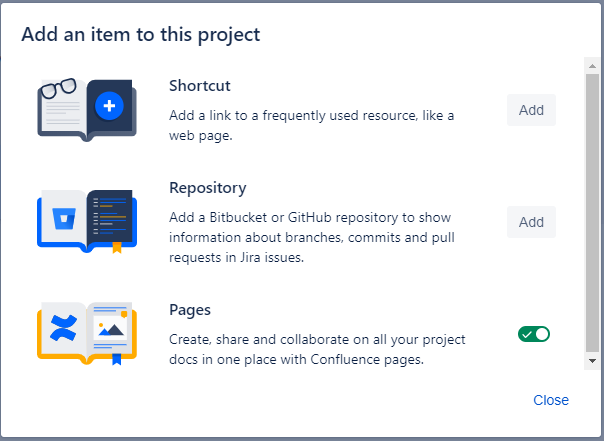 Add an item to this project
Shortcut
Add a link to a frequently used resource, like a
web page.
Add
Repository
Add a Bitbucket or GitHub repository to show
information about branches, commits and pull
requests in Jira issues.
Add
Pages
Create, share and collaborate on all your project
docs in one place with Confluence pages.
Close